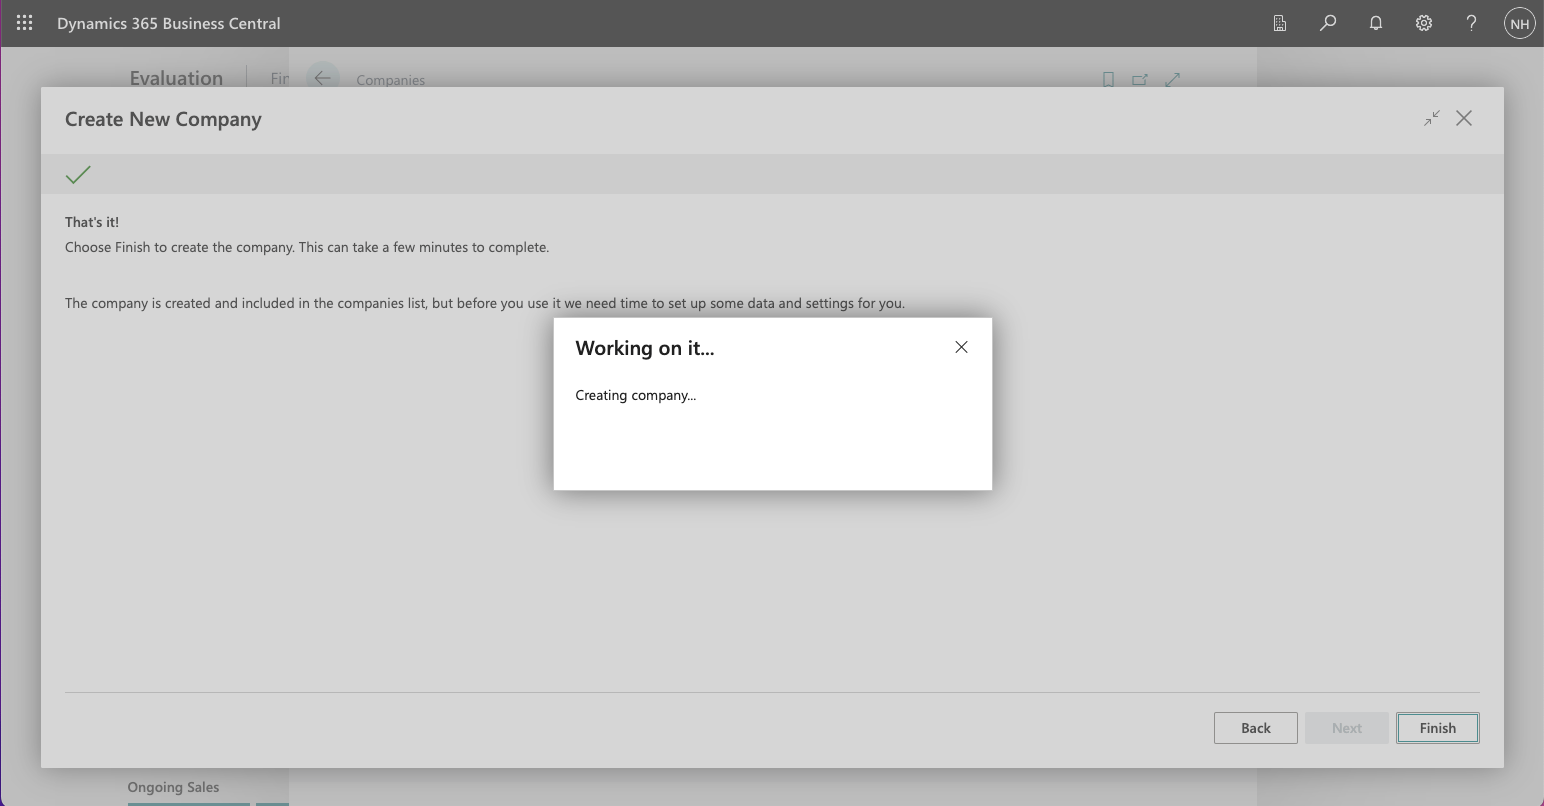 Dynamics 365 Business Central
NH
Evaluation
Fin
Companies
Create New Company
That's it!
Choose Finish to create the company. This can take a few minutes to complete.
The company is created and included in the companies list, but before you use it we need time to set up some data and settings for you.
Working on it...
Creating company...
Back
Next
Finish
Ongoing Sales